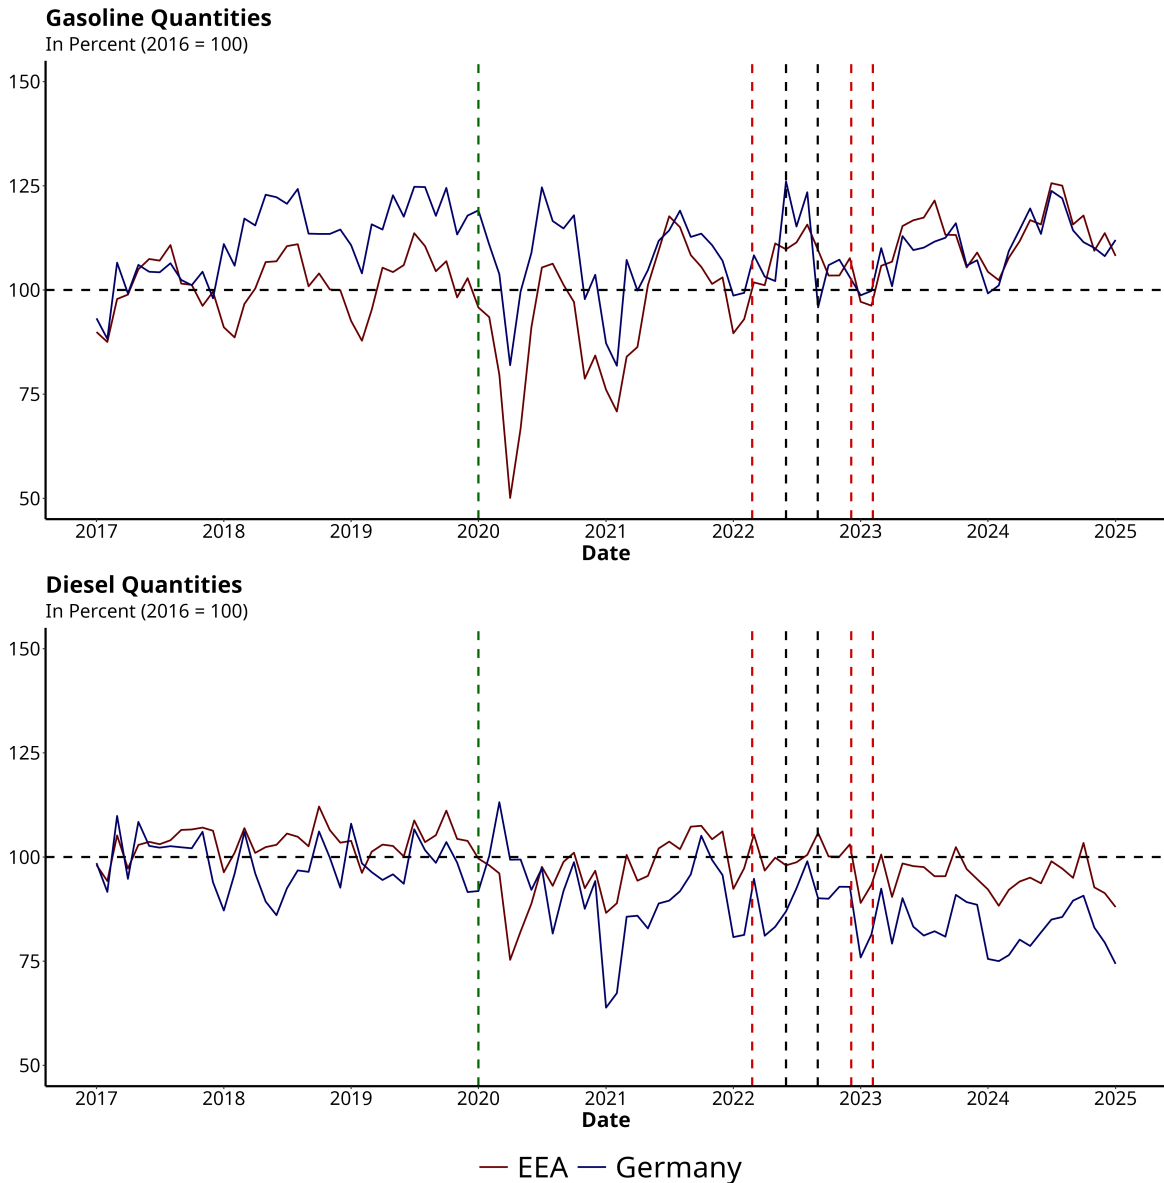 Gasoline Quantities
In Percent (2016 = 100)
150
125
100
75
50
2017 2018 2019 2020 2021 2022 2023 2024 2025
Date
Diesel Quantities
In Percent (2016 = 100)
150
125
100
75
50
2017 2018 2019 2020 2021 2022 2023 2024 2025
Date
EEA Germany